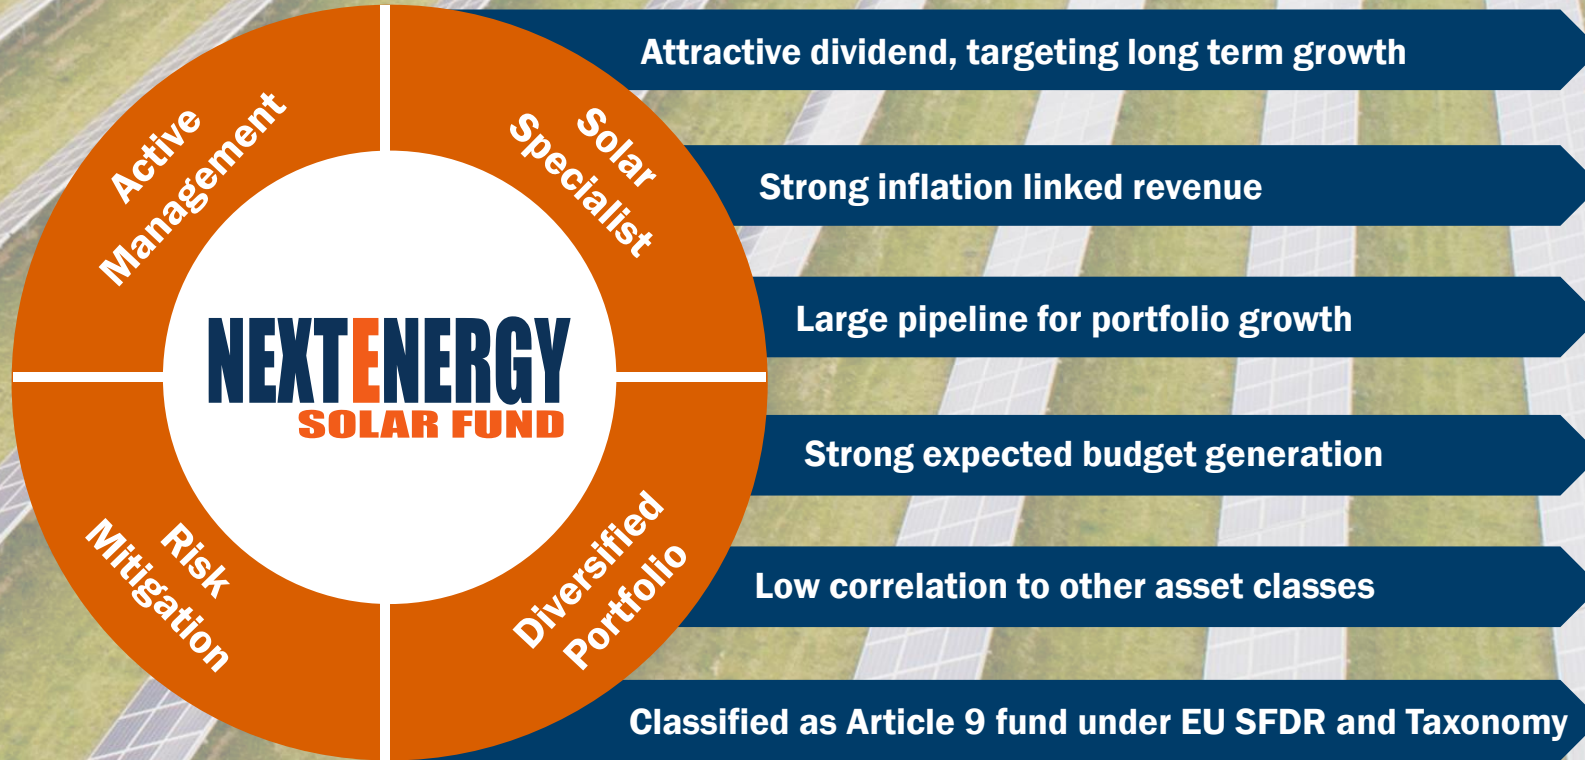 Active
Management
Solar
Specialist
NEXTENERGY
SOLAR FUND
Risk
Mitigation
Diversified
Portfolio
Attractive dividend, targeting long term growth
Strong inflation linked revenue
Large pipeline for portfolio growth
Strong expected budget generation
Low correlation to other asset classes
Classified as Article 9 fund under EU SFDR and Taxonomy